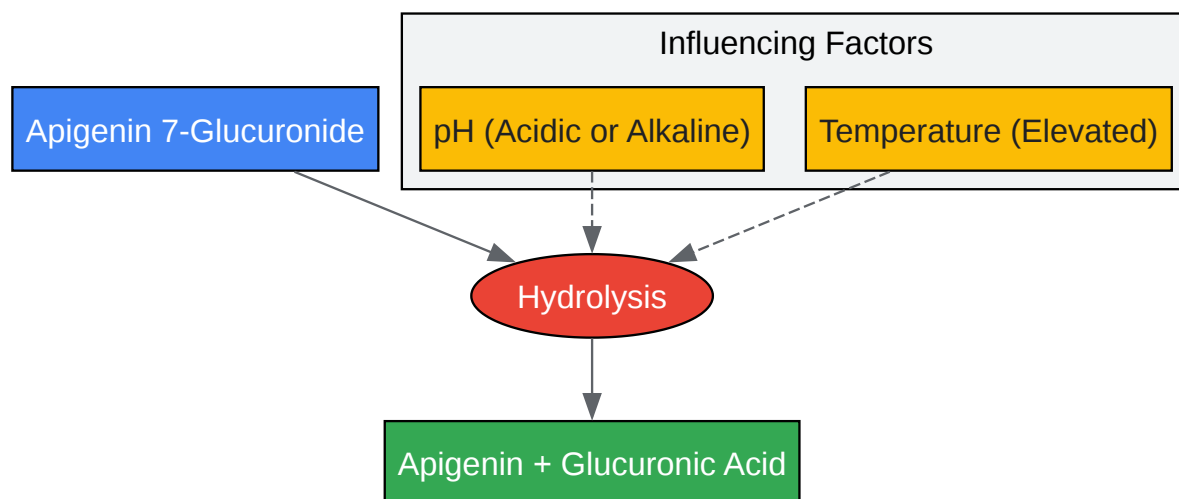 Influencing Factors
Apigenin 7-Glucuronide
pH (Acidic or Alkaline)
Temperature (Elevated)
Hydrolysis
Apigenin + Glucuronic Acid